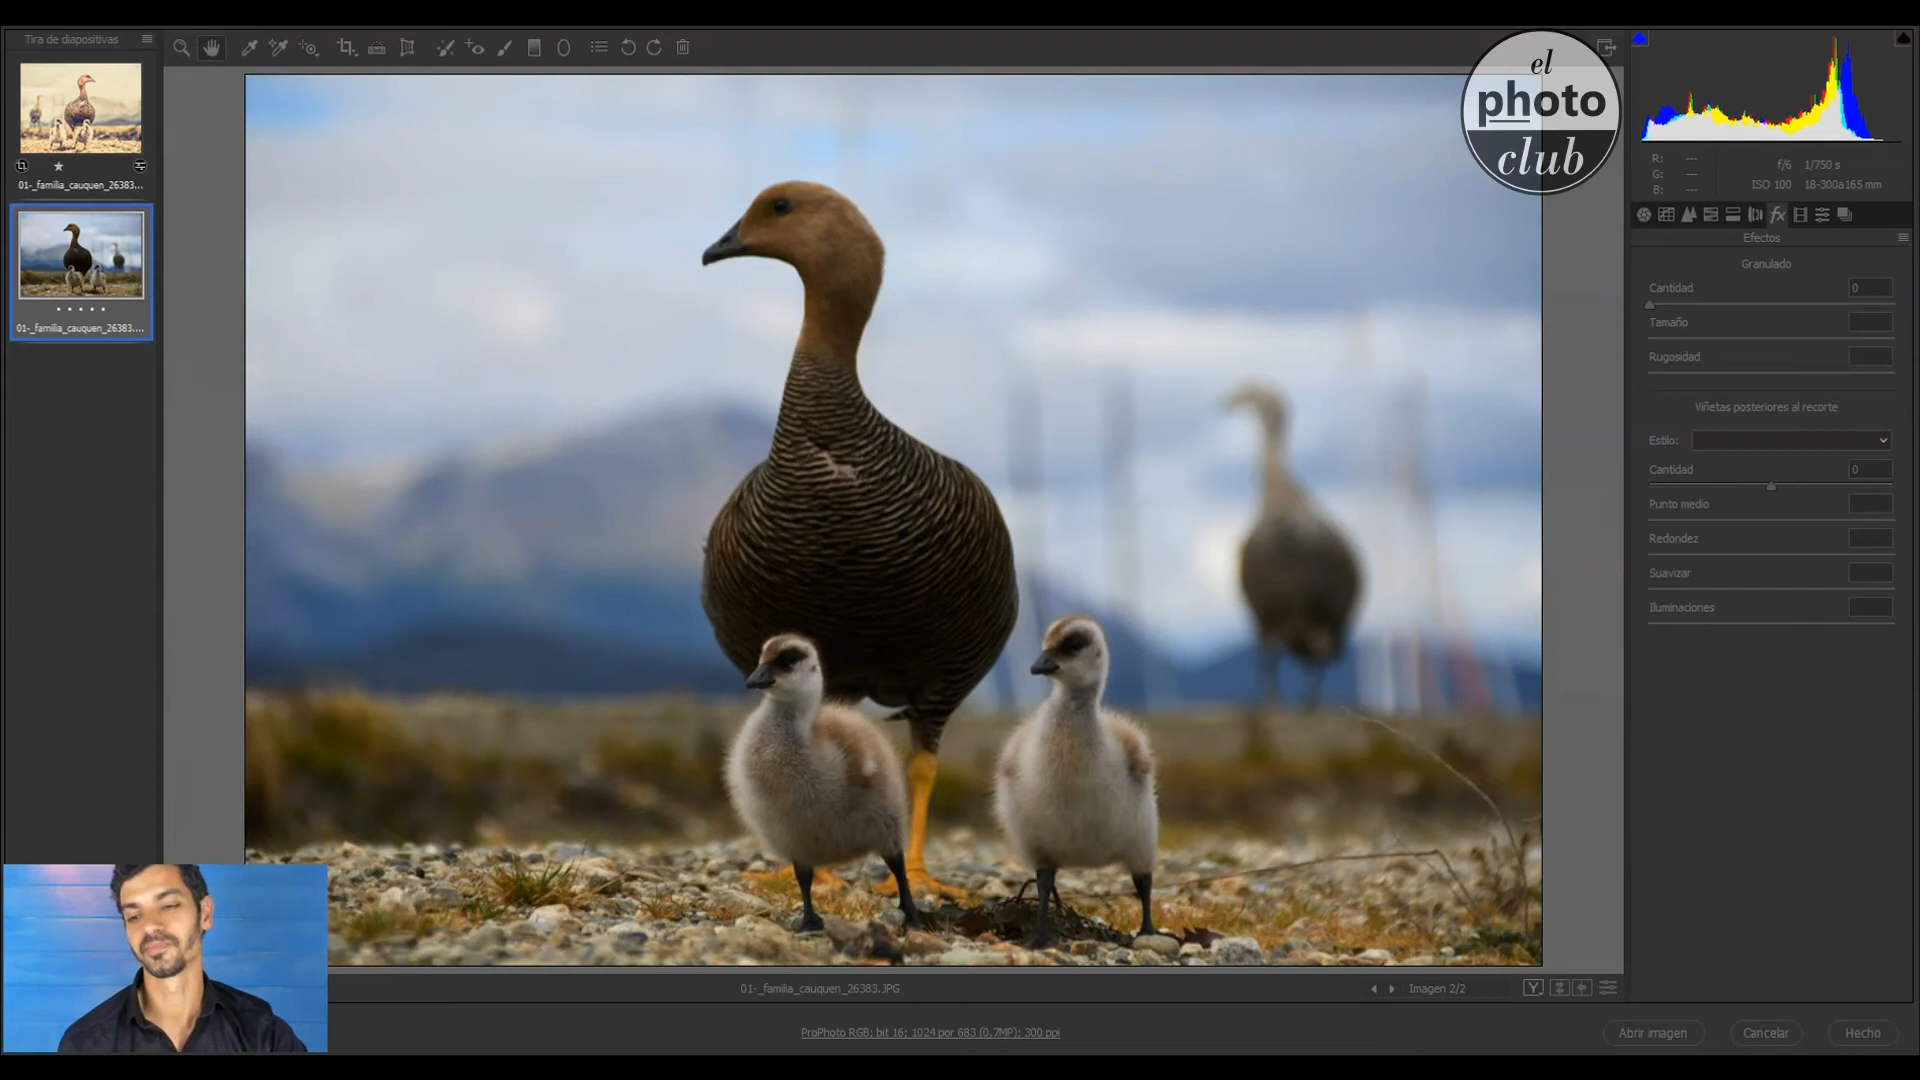 Tira de diapositivas
01-_familia_cauquen_26383...
01-_familia_cauquen_26383....
el
photo
club
R: ---
G: ---
B: ---
f/6 1/750 s
ISO 100 18-300a165 mm
fx
Efectos
Granulado
Cantidad 0
Tamaño
Rugosidad
Viñetas posteriores al recorte
Estilo:
Cantidad 0
Punto medio
Redondez
Suavizar
Iluminaciones
01-_familia_cauquen_26383.JPG
Imagen 2/2
Y
ProPhoto RGB; bit 16; 1024 por 683 (0,7MP); 300 ppi
Abrir imagen
Cancelar
Hecho